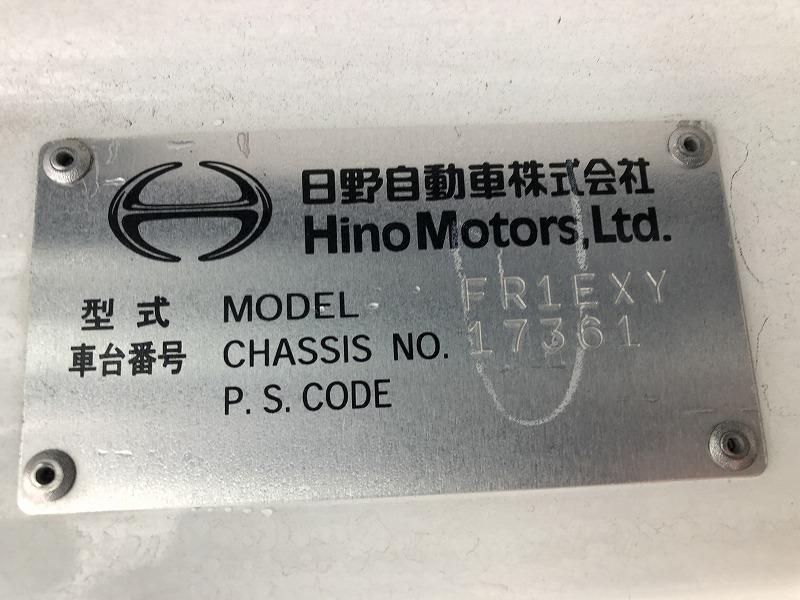 日野自動車株式会社
Hino Motors, Ltd.
型式 MODEL FR1EXY
車台番号 CHASSIS NO. 17361
P. S. CODE